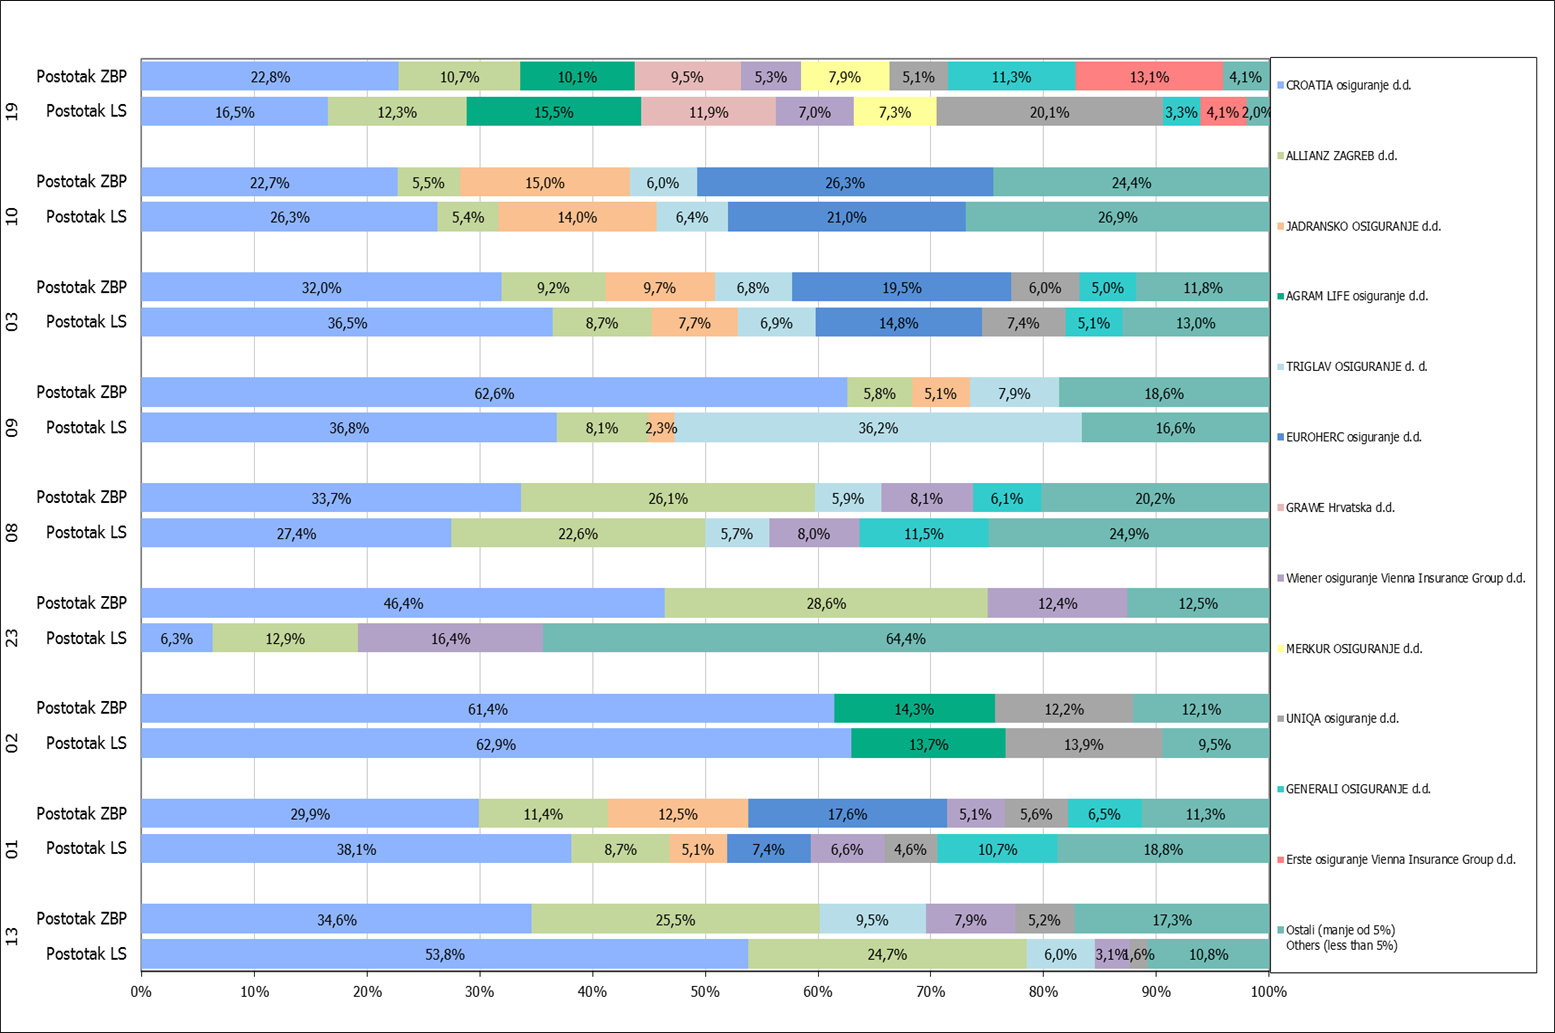 19
Postotak ZBP
22,8% 10,7% 10,1% 9,5% 5,3% 7,9% 5,1% 11,3% 13,1% 4,1%
Postotak LS
16,5% 12,3% 15,5% 11,9% 7,0% 7,3% 20,1% 3,3% 4,1% 2,0%
10
Postotak ZBP
22,7% 5,5% 15,0% 6,0% 26,3% 24,4%
Postotak LS
26,3% 5,4% 14,0% 6,4% 21,0% 26,9%
03
Postotak ZBP
32,0% 9,2% 9,7% 6,8% 19,5% 6,0% 5,0% 11,8%
Postotak LS
36,5% 8,7% 7,7% 6,9% 14,8% 7,4% 5,1% 13,0%
09
Postotak ZBP
62,6% 5,8% 5,1% 7,9% 18,6%
Postotak LS
36,8% 8,1% 2,3% 36,2% 16,6%
08
Postotak ZBP
33,7% 26,1% 5,9% 8,1% 6,1% 20,2%
Postotak LS
27,4% 22,6% 5,7% 8,0% 11,5% 24,9%
23
Postotak ZBP
46,4% 28,6% 12,4% 12,5%
Postotak LS
6,3% 12,9% 16,4% 64,4%
02
Postotak ZBP
61,4% 14,3% 12,2% 12,1%
Postotak LS
62,9% 13,7% 13,9% 9,5%
01
Postotak ZBP
29,9% 11,4% 12,5% 17,6% 5,1% 5,6% 6,5% 11,3%
Postotak LS
38,1% 8,7% 5,1% 7,4% 6,6% 4,6% 10,7% 18,8%
13
Postotak ZBP
34,6% 25,5% 9,5% 7,9% 5,2% 17,3%
Postotak LS
53,8% 24,7% 6,0% 3,1% 1,6% 10,8%
0% 10% 20% 30% 40% 50% 60% 70% 80% 90% 100%
CROATIA osiguranje d.d.
ALLIANZ ZAGREB d.d.
JADRANSKO OSIGURANJE d.d.
AGRAM LIFE osiguranje d.d.
TRIGLAV OSIGURANJE d. d.
EUROHERC osiguranje d.d.
GRAWE Hrvatska d.d.
Wiener osiguranje Vienna Insurance Group d.d.
MERKUR OSIGURANJE d.d.
UNIQA osiguranje d.d.
GENERALI OSIGURANJE d.d.
Erste osiguranje Vienna Insurance Group d.d.
Ostali (manje od 5%)
Others (less than 5%)